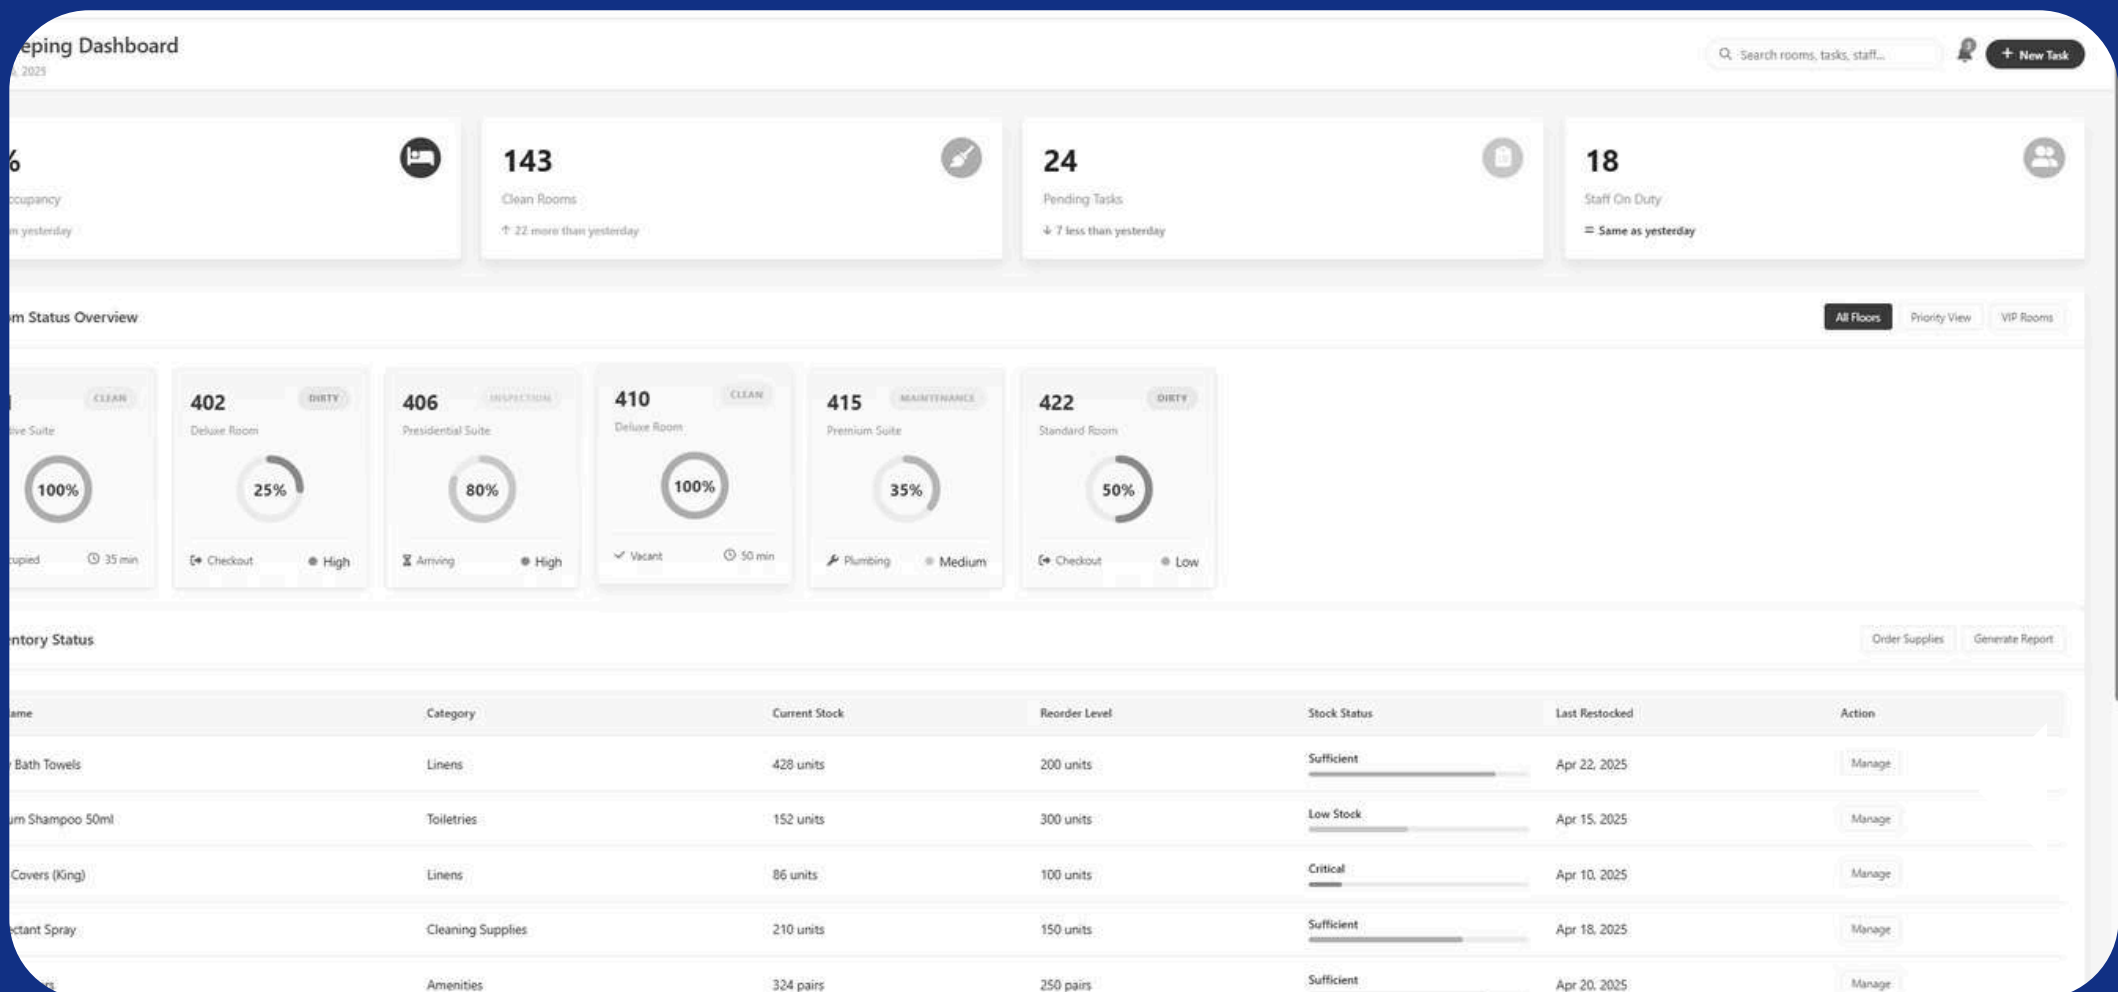 eping Dashboard
, 2025
Search rooms, tasks, staff...
3
+ New Task
%
ccupancy
m yesterday
143
Clean Rooms
↑ 22 more than yesterday
24
Pending Tasks
↓ 7 less than yesterday
18
Staff On Duty
= Same as yesterday
m Status Overview
All Floors
Priority View
VIP Rooms
CLEAN
tive Suite
100%
upied
35 min
402
DIRTY
Deluxe Room
25%
Checkout
High
406
INSPECTION
Presidential Suite
80%
Arriving
High
410
CLEAN
Deluxe Room
100%
Vacant
50 min
415
MAINTENANCE
Premium Suite
35%
Plumbing
Medium
422
DIRTY
Standard Room
50%
Checkout
Low
entory Status
Order Supplies
Generate Report
ame Category Current Stock Reorder Level Stock Status Last Restocked Action
Bath Towels Linens 428 units 200 units Sufficient Apr 22, 2025 Manage
um Shampoo 50ml Toiletries 152 units 300 units Low Stock Apr 15, 2025 Manage
Covers (King) Linens 86 units 100 units Critical Apr 10, 2025 Manage
ectant Spray Cleaning Supplies 210 units 150 units Sufficient Apr 18, 2025 Manage
rs Amenities 324 pairs 250 pairs Sufficient Apr 20, 2025 Manage